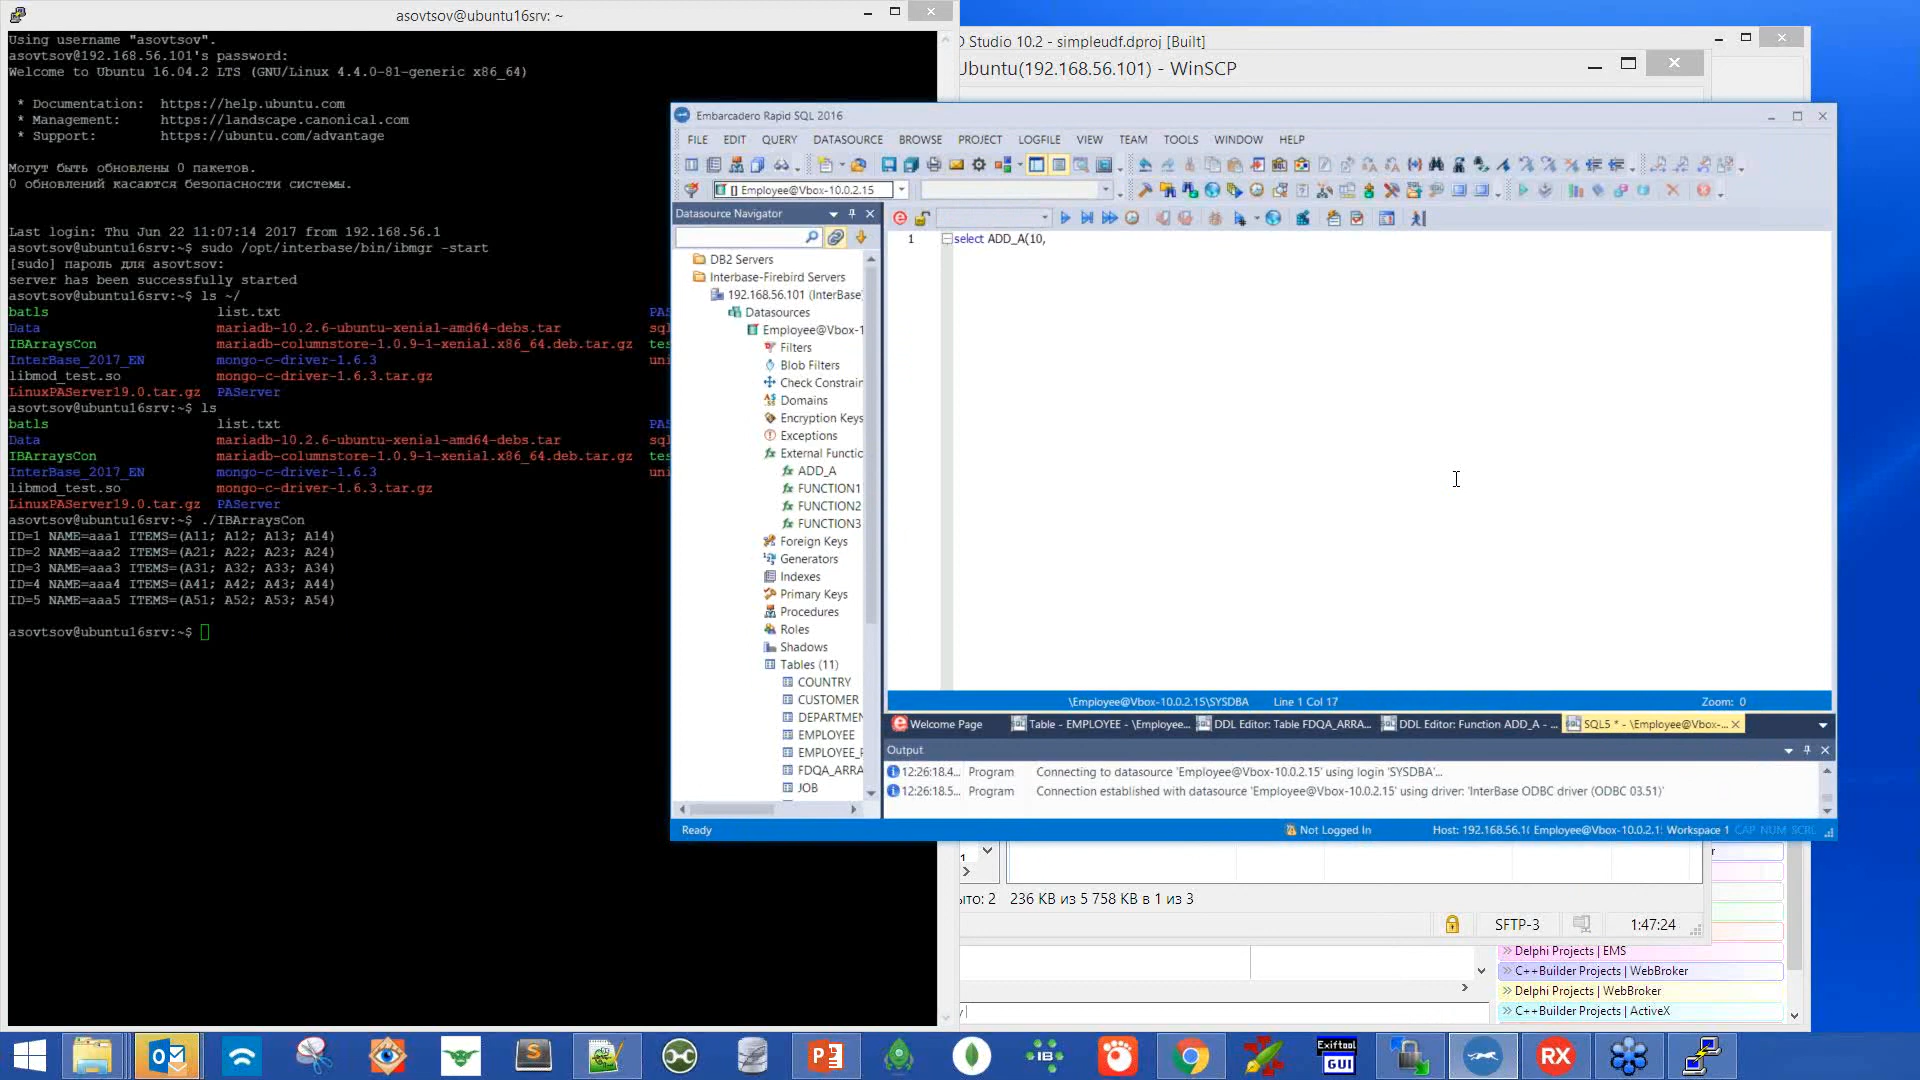 asovtsov@ubuntu16srv: ~
Using username "asovtsov".
asovtsov@192.168.56.101's password:
Welcome to Ubuntu 16.04.2 LTS (GNU/Linux 4.4.0-81-generic x86_64)
* Documentation:  https://help.ubuntu.com
* Management:     https://landscape.canonical.com
* Support:        https://ubuntu.com/advantage
Могут быть обновлены 0 пакетов.
0 обновлений касаются безопасности системы.
Last login: Thu Jun 22 11:07:14 2017 from 192.168.56.1
asovtsov@ubuntu16srv:~$ sudo /opt/interbase/bin/ibmgr -start
[sudo] пароль для asovtsov:
server has been successfully started
asovtsov@ubuntu16srv:~$ ls ~/
batls list.txt
Data mariadb-10.2.6-ubuntu-xenial-amd64-debs.tar
IBArraysCon mariadb-columnstore-1.0.9-1-xenial.x86_64.deb.tar.gz
InterBase_2017_EN mongo-c-driver-1.6.3
libmod_test.so mongo-c-driver-1.6.3.tar.gz
LinuxPAServer19.0.tar.gz PAServer
asovtsov@ubuntu16srv:~$ ls
batls list.txt
Data mariadb-10.2.6-ubuntu-xenial-amd64-debs.tar
IBArraysCon mariadb-columnstore-1.0.9-1-xenial.x86_64.deb.tar.gz
InterBase_2017_EN mongo-c-driver-1.6.3
libmod_test.so mongo-c-driver-1.6.3.tar.gz
LinuxPAServer19.0.tar.gz PAServer
asovtsov@ubuntu16srv:~$ ./IBArraysCon
ID=1 NAME=aaa1 ITEMS=(A11; A12; A13; A14)
ID=2 NAME=aaa2 ITEMS=(A21; A22; A23; A24)
ID=3 NAME=aaa3 ITEMS=(A31; A32; A33; A34)
ID=4 NAME=aaa4 ITEMS=(A41; A42; A43; A44)
ID=5 NAME=aaa5 ITEMS=(A51; A52; A53; A54)
asovtsov@ubuntu16srv:~$
Studio 10.2 - simpleudf.dproj [Built]
Ubuntu(192.168.56.101) - WinSCP
Embarcadero Rapid SQL 2016
FILE EDIT QUERY DATASOURCE BROWSE PROJECT LOGFILE VIEW TEAM TOOLS WINDOW HELP
[] Employee@Vbox-10.0.2.15
Datasource Navigator
DB2 Servers
Interbase-Firebird Servers
192.168.56.101 (InterBase
Datasources
Employee@Vbox-1
Filters
Blob Filters
Check Constrain
Domains
Encryption Keys
Exceptions
External Functio
ADD_A
FUNCTION1
FUNCTION2
FUNCTION3
Foreign Keys
Generators
Indexes
Primary Keys
Procedures
Roles
Shadows
Tables (11)
COUNTRY
CUSTOMER
DEPARTMEN
EMPLOYEE
EMPLOYEE_P
FDQA_ARRA
JOB
1 select ADD_A(10,
\Employee@Vbox-10.0.2.15\SYSDBA Line 1 Col 17 Zoom: 0
Welcome Page Table - EMPLOYEE - \Employee... DDL Editor: Table FDQA_ARRA... DDL Editor: Function ADD_A - ... SQL5 * - \Employee@Vbox-...
Output
12:26:18.4... Program Connecting to datasource 'Employee@Vbox-10.0.2.15' using login 'SYSDBA'...
12:26:18.5... Program Connection established with datasource 'Employee@Vbox-10.0.2.15' using driver: 'InterBase ODBC driver (ODBC 03.51)'
Ready Not Logged In Host: 192.168.56.1( Employee@Vbox-10.0.2.1 Workspace 1 CAP NUM SCRL
ыто: 2 236 KB из 5 758 KB в 1 из 3
SFTP-3 1:47:24
Delphi Projects | EMS
C++Builder Projects | WebBroker
Delphi Projects | WebBroker
C++Builder Projects | ActiveX
IB
Exiftool
GUI
RX